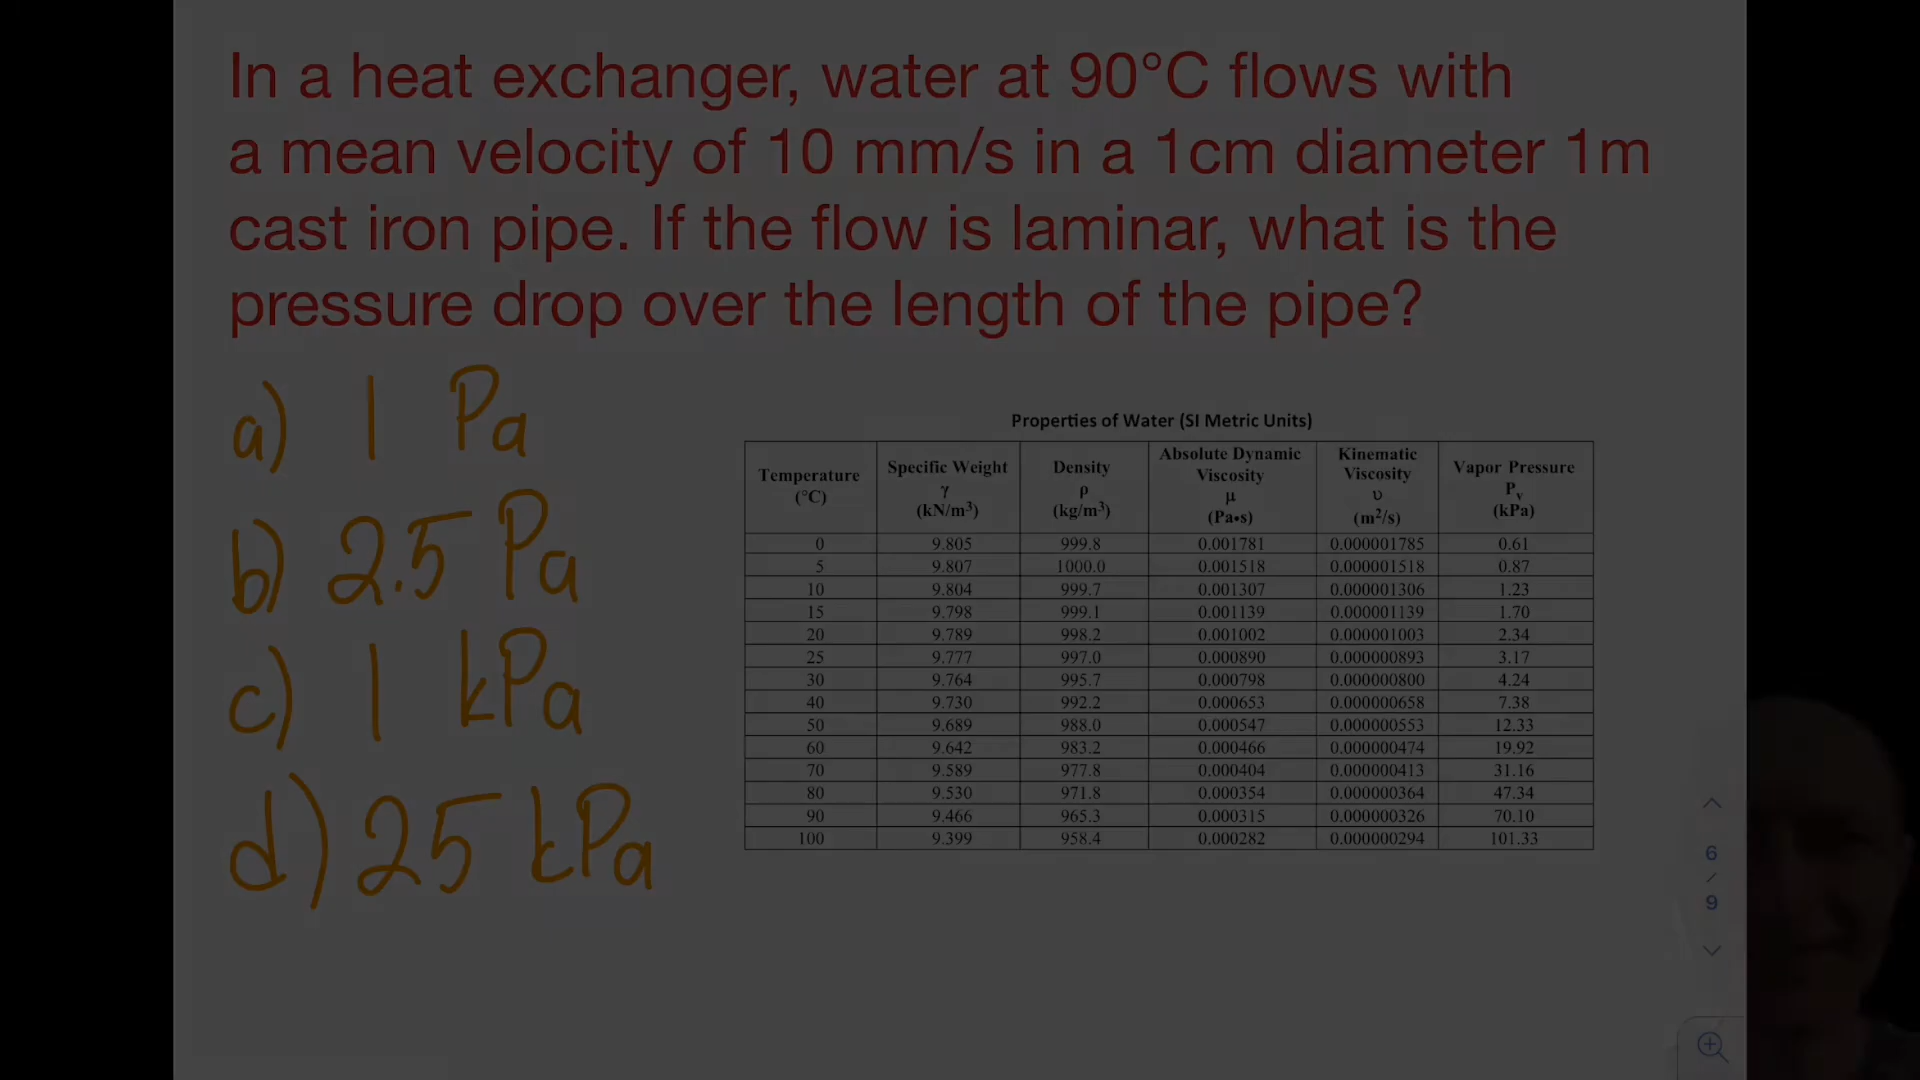 In a heat exchanger, water at 90°C flows with
a mean velocity of 10 mm/s in a 1cm diameter 1m
cast iron pipe. If the flow is laminar, what is the
pressure drop over the length of the pipe?
a) 1 Pa
b) 2.5 Pa
c) 1 kPa
d) 25 kPa
Properties of Water (SI Metric Units)
Temperature (°C) Specific Weight γ (kN/m³) Density ρ (kg/m³) Absolute Dynamic Viscosity μ (Pa•s) Kinematic Viscosity υ (m²/s) Vapor Pressure Pᵥ (kPa)
0 9.805 999.8 0.001781 0.000001785 0.61
5 9.807 1000.0 0.001518 0.000001518 0.87
10 9.804 999.7 0.001307 0.000001306 1.23
15 9.798 999.1 0.001139 0.000001139 1.70
20 9.789 998.2 0.001002 0.000001003 2.34
25 9.777 997.0 0.000890 0.000000893 3.17
30 9.764 995.7 0.000798 0.000000800 4.24
40 9.730 992.2 0.000653 0.000000658 7.38
50 9.689 988.0 0.000547 0.000000553 12.33
60 9.642 983.2 0.000466 0.000000474 19.92
70 9.589 977.8 0.000404 0.000000413 31.16
80 9.530 971.8 0.000354 0.000000364 47.34
90 9.466 965.3 0.000315 0.000000326 70.10
100 9.399 958.4 0.000282 0.000000294 101.33
6
/
9